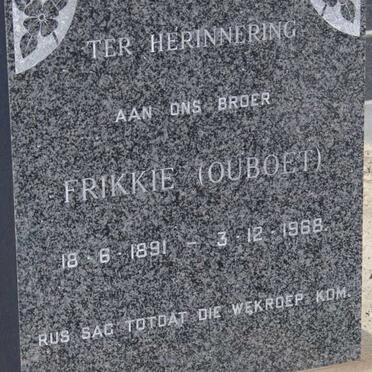 TER HERINNERING
AAN ONS BROER
FRIKKIE (OUBOET)
18-6-1891 - 3-12-1968.
RUS SAG TOTDAT DIE WEKROEP KOM.